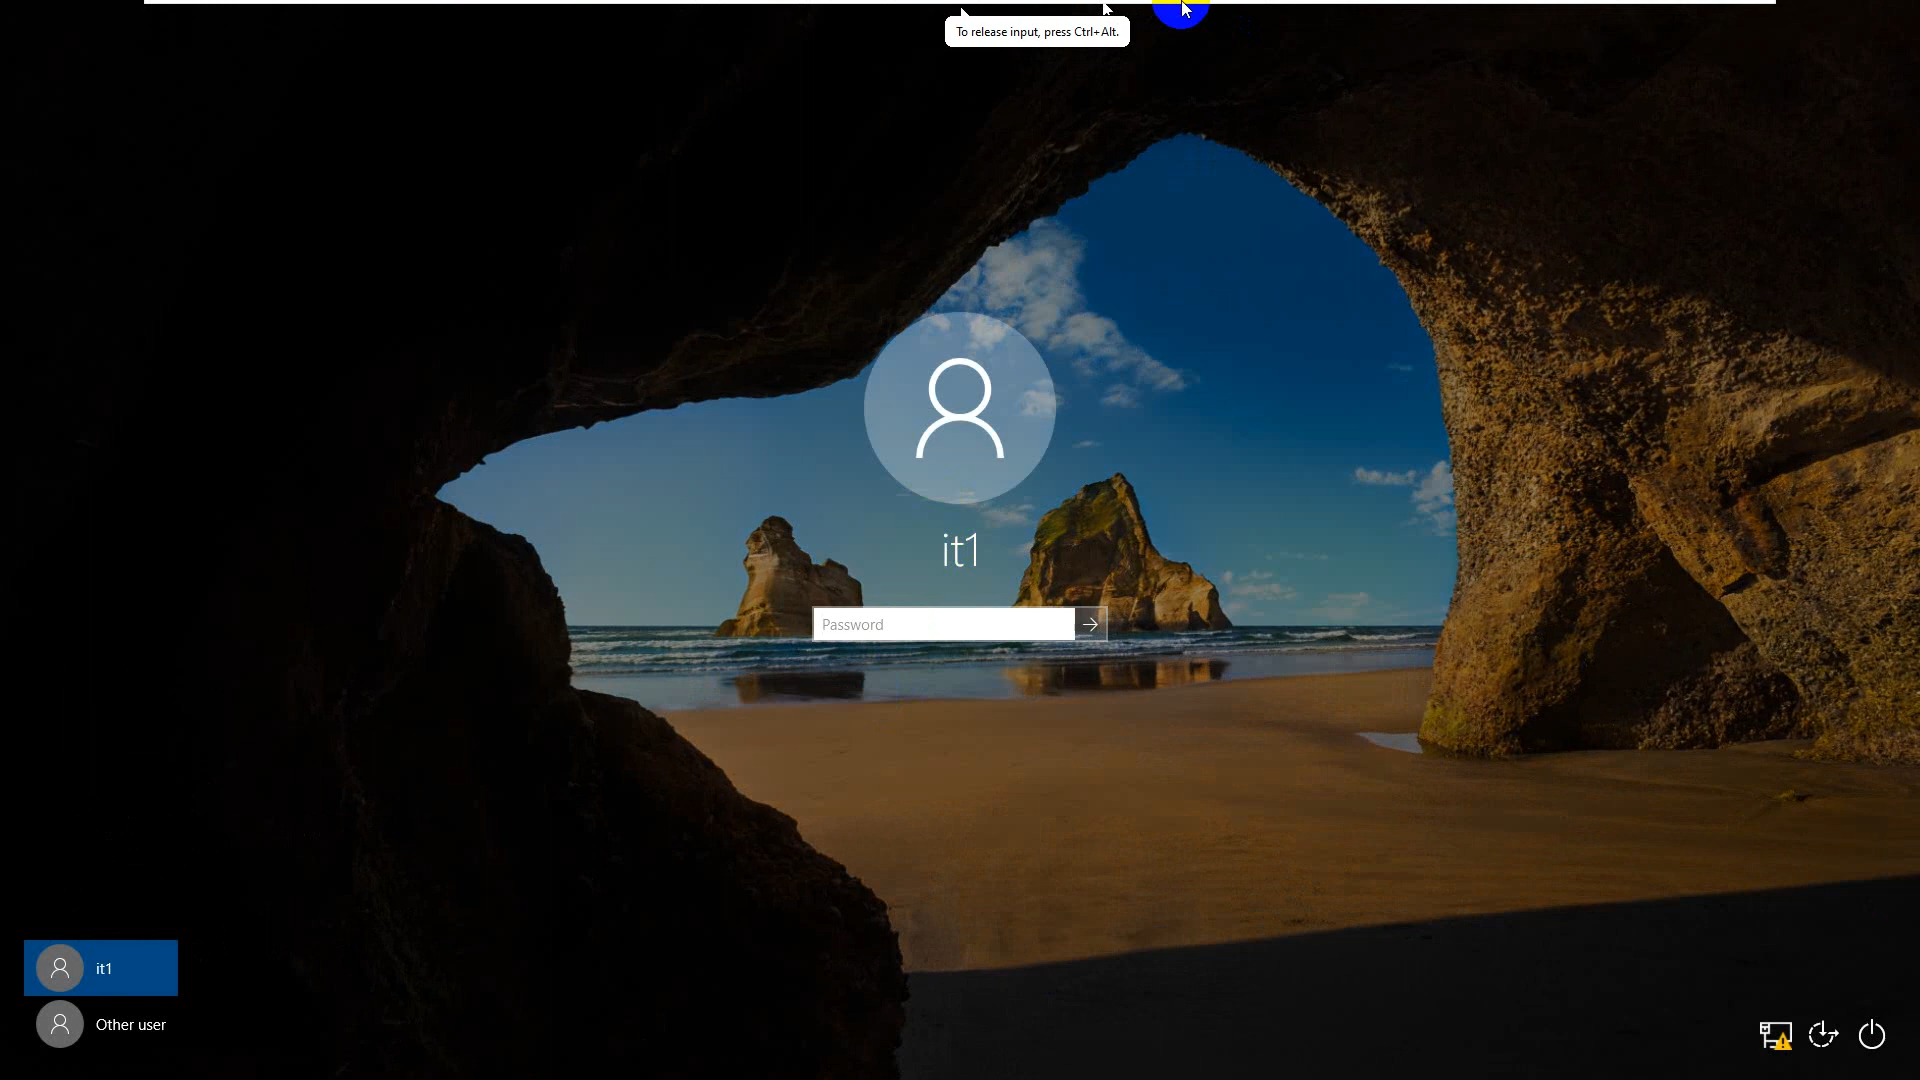 To release input, press Ctrl+Alt.
it1
Password
it1
Other user